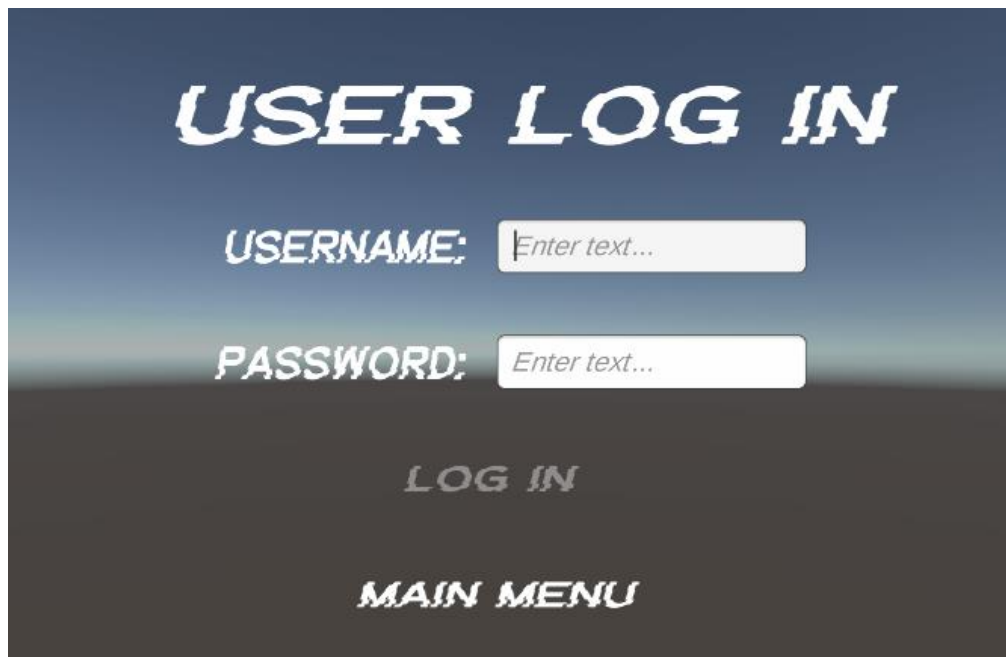 USER LOG IN
USERNAME: Enter text...
PASSWORD: Enter text...
LOG IN
MAIN MENU